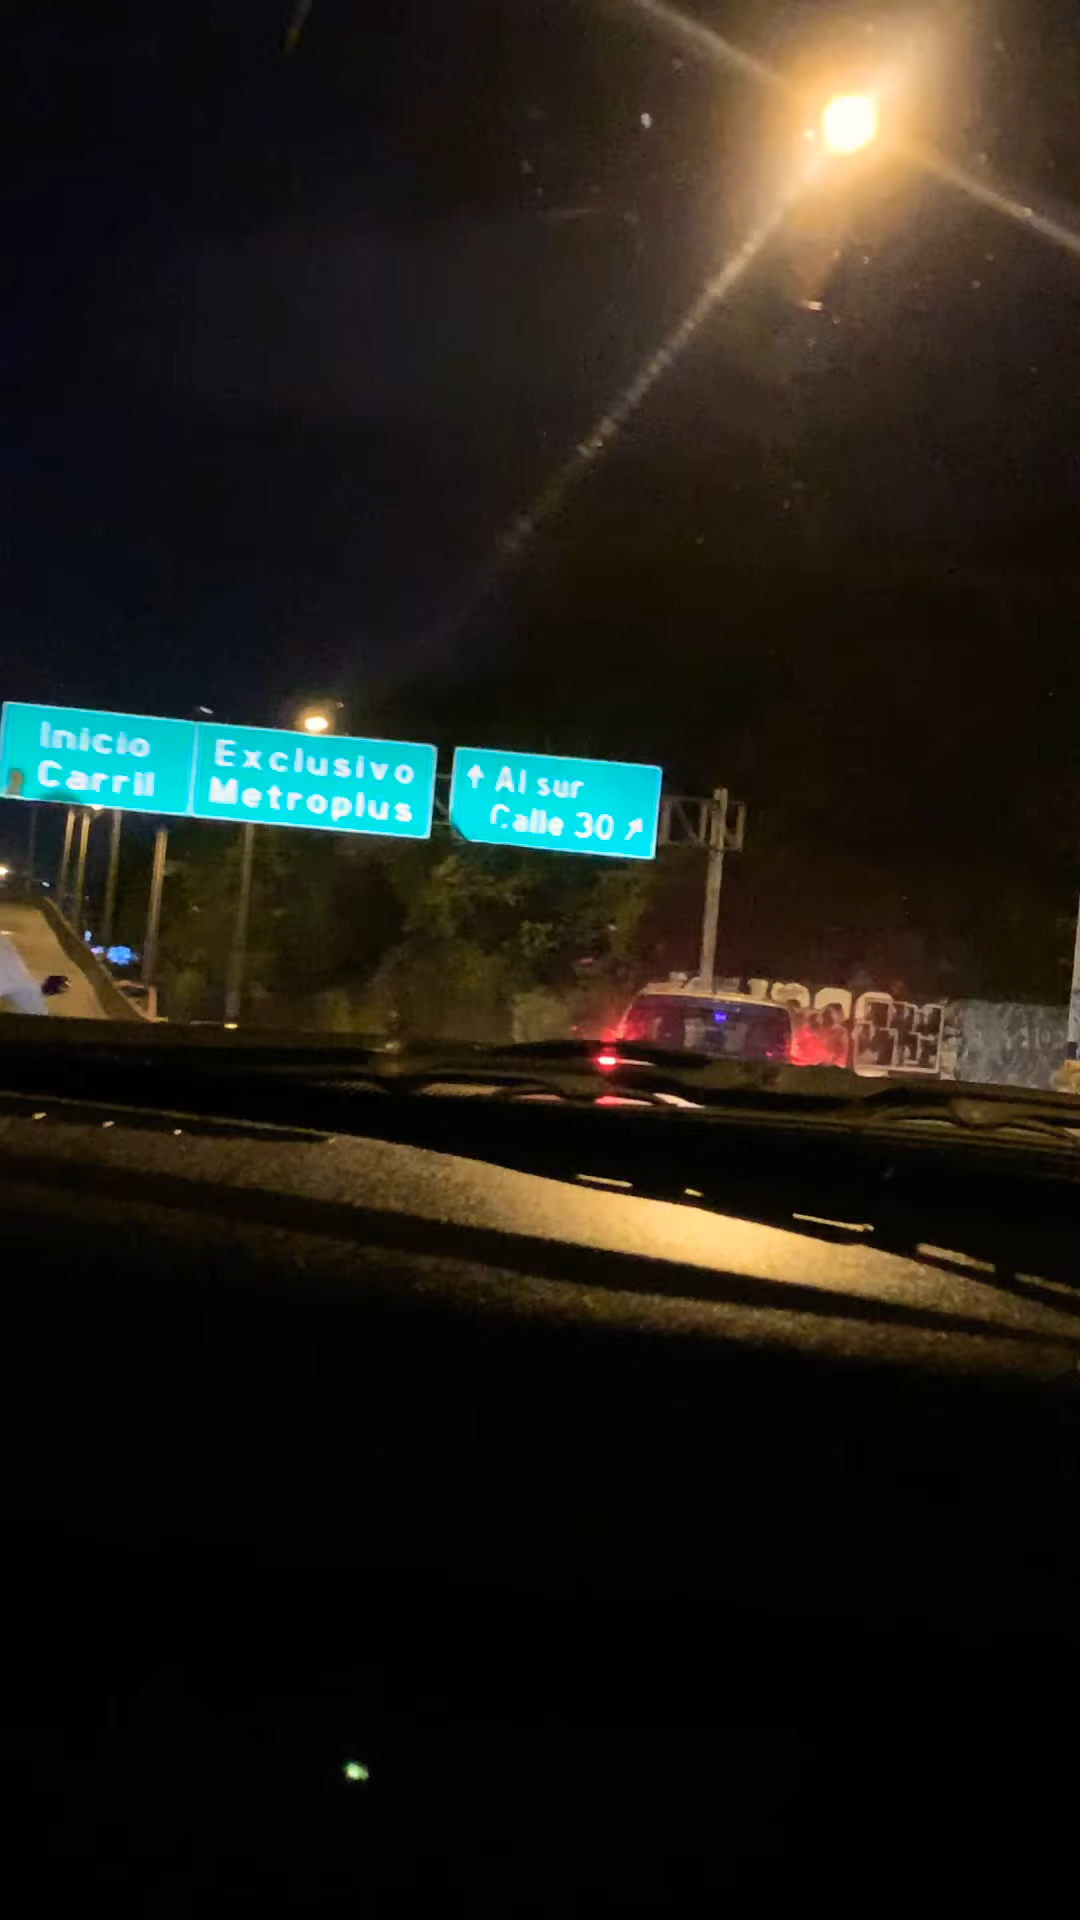 Inicio
Carril
Exclusivo
Metroplus
↑ Al sur
Calle 30 ↗